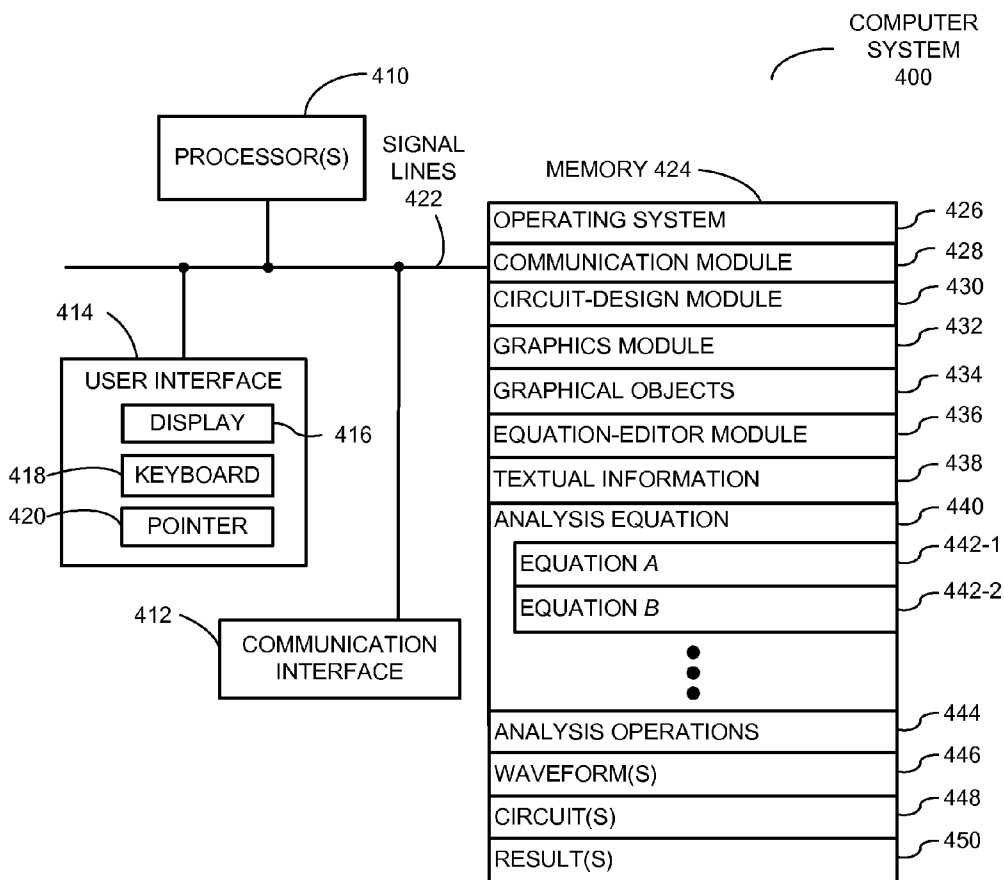 COMPUTER
SYSTEM
400
410
PROCESSOR(S)
SIGNAL
LINES
422
MEMORY 424
OPERATING SYSTEM
426
COMMUNICATION MODULE
428
CIRCUIT-DESIGN MODULE
430
GRAPHICS MODULE
432
GRAPHICAL OBJECTS
434
EQUATION-EDITOR MODULE
436
TEXTUAL INFORMATION
438
ANALYSIS EQUATION
440
EQUATION A
442-1
EQUATION B
442-2
ANALYSIS OPERATIONS
444
WAVEFORM(S)
446
CIRCUIT(S)
448
RESULT(S)
450
414
USER INTERFACE
DISPLAY
416
418
KEYBOARD
420
POINTER
412
COMMUNICATION
INTERFACE